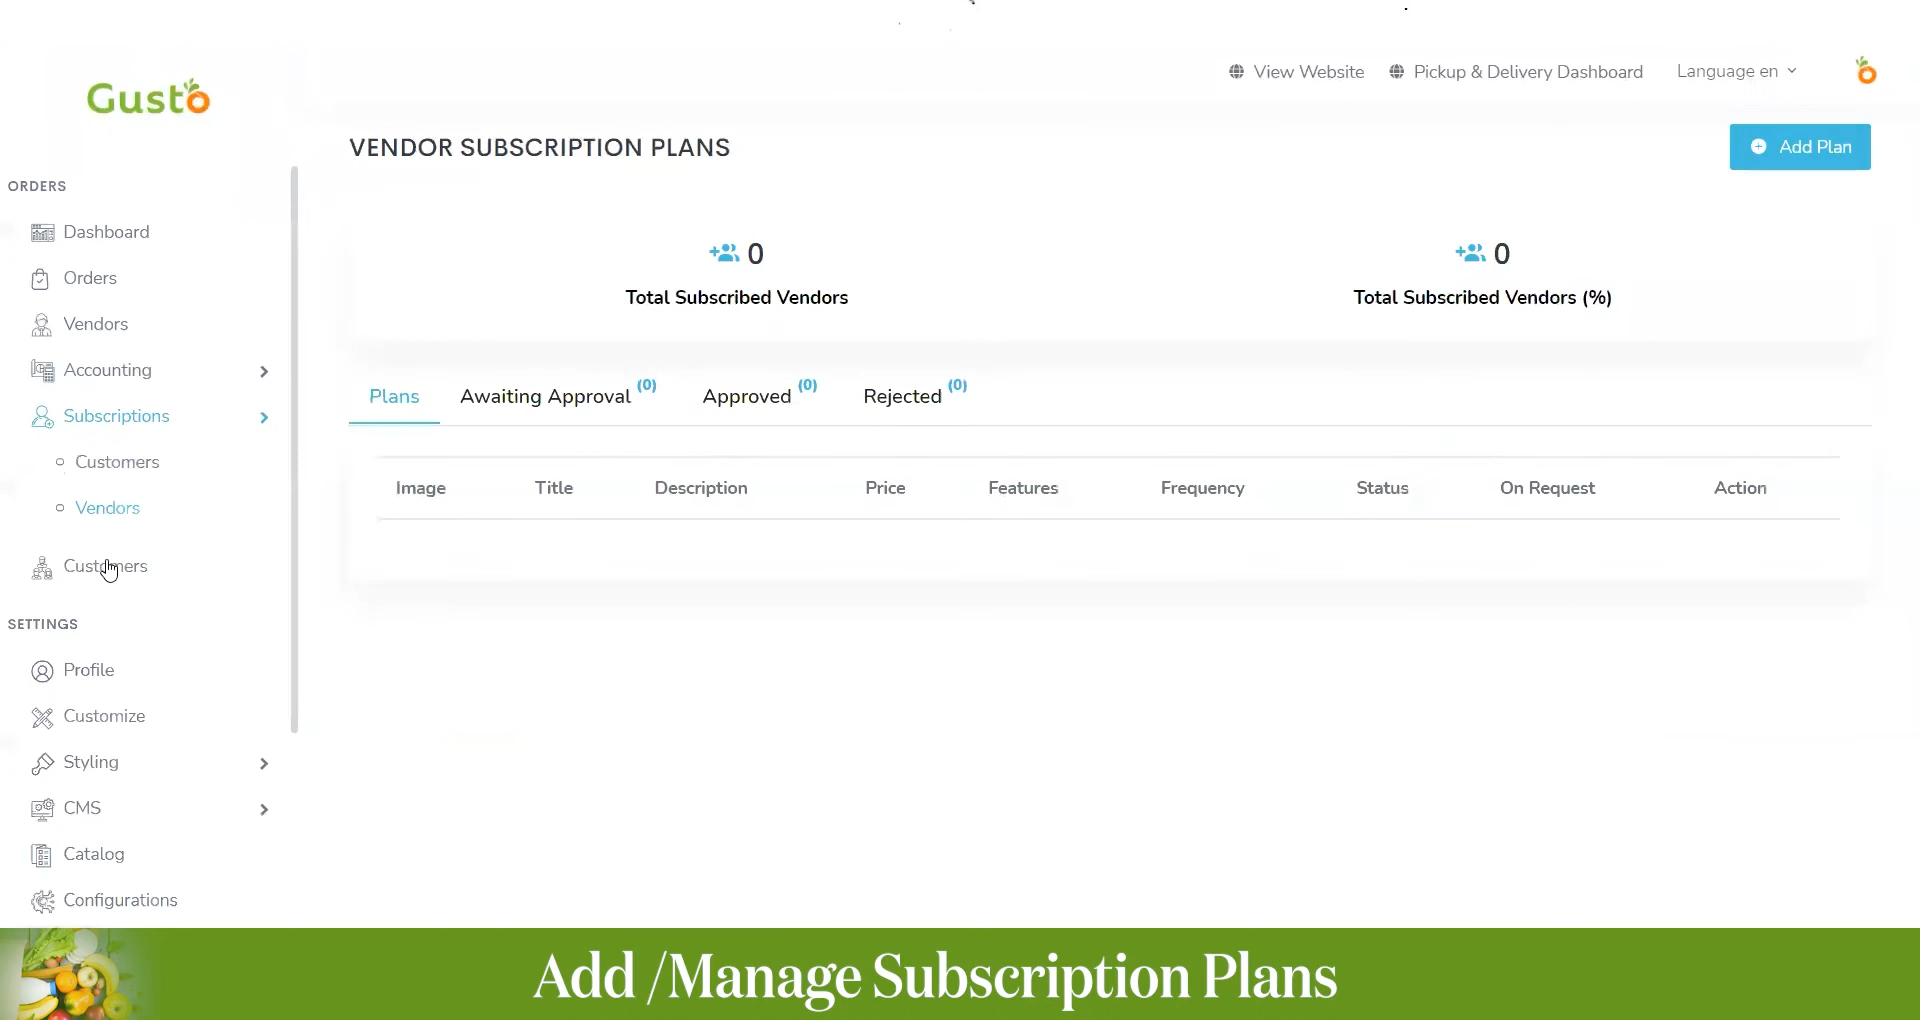 Gusto
View Website
Pickup & Delivery Dashboard
Language en
VENDOR SUBSCRIPTION PLANS
Add Plan
ORDERS
Dashboard
Orders
Vendors
Accounting
Subscriptions
Customers
Vendors
Customers
SETTINGS
Profile
Customize
Styling
CMS
Catalog
Configurations
0
Total Subscribed Vendors
0
Total Subscribed Vendors (%)
Plans
Awaiting Approval (0)
Approved (0)
Rejected (0)
Image Title Description Price Features Frequency Status On Request Action
Add /Manage Subscription Plans